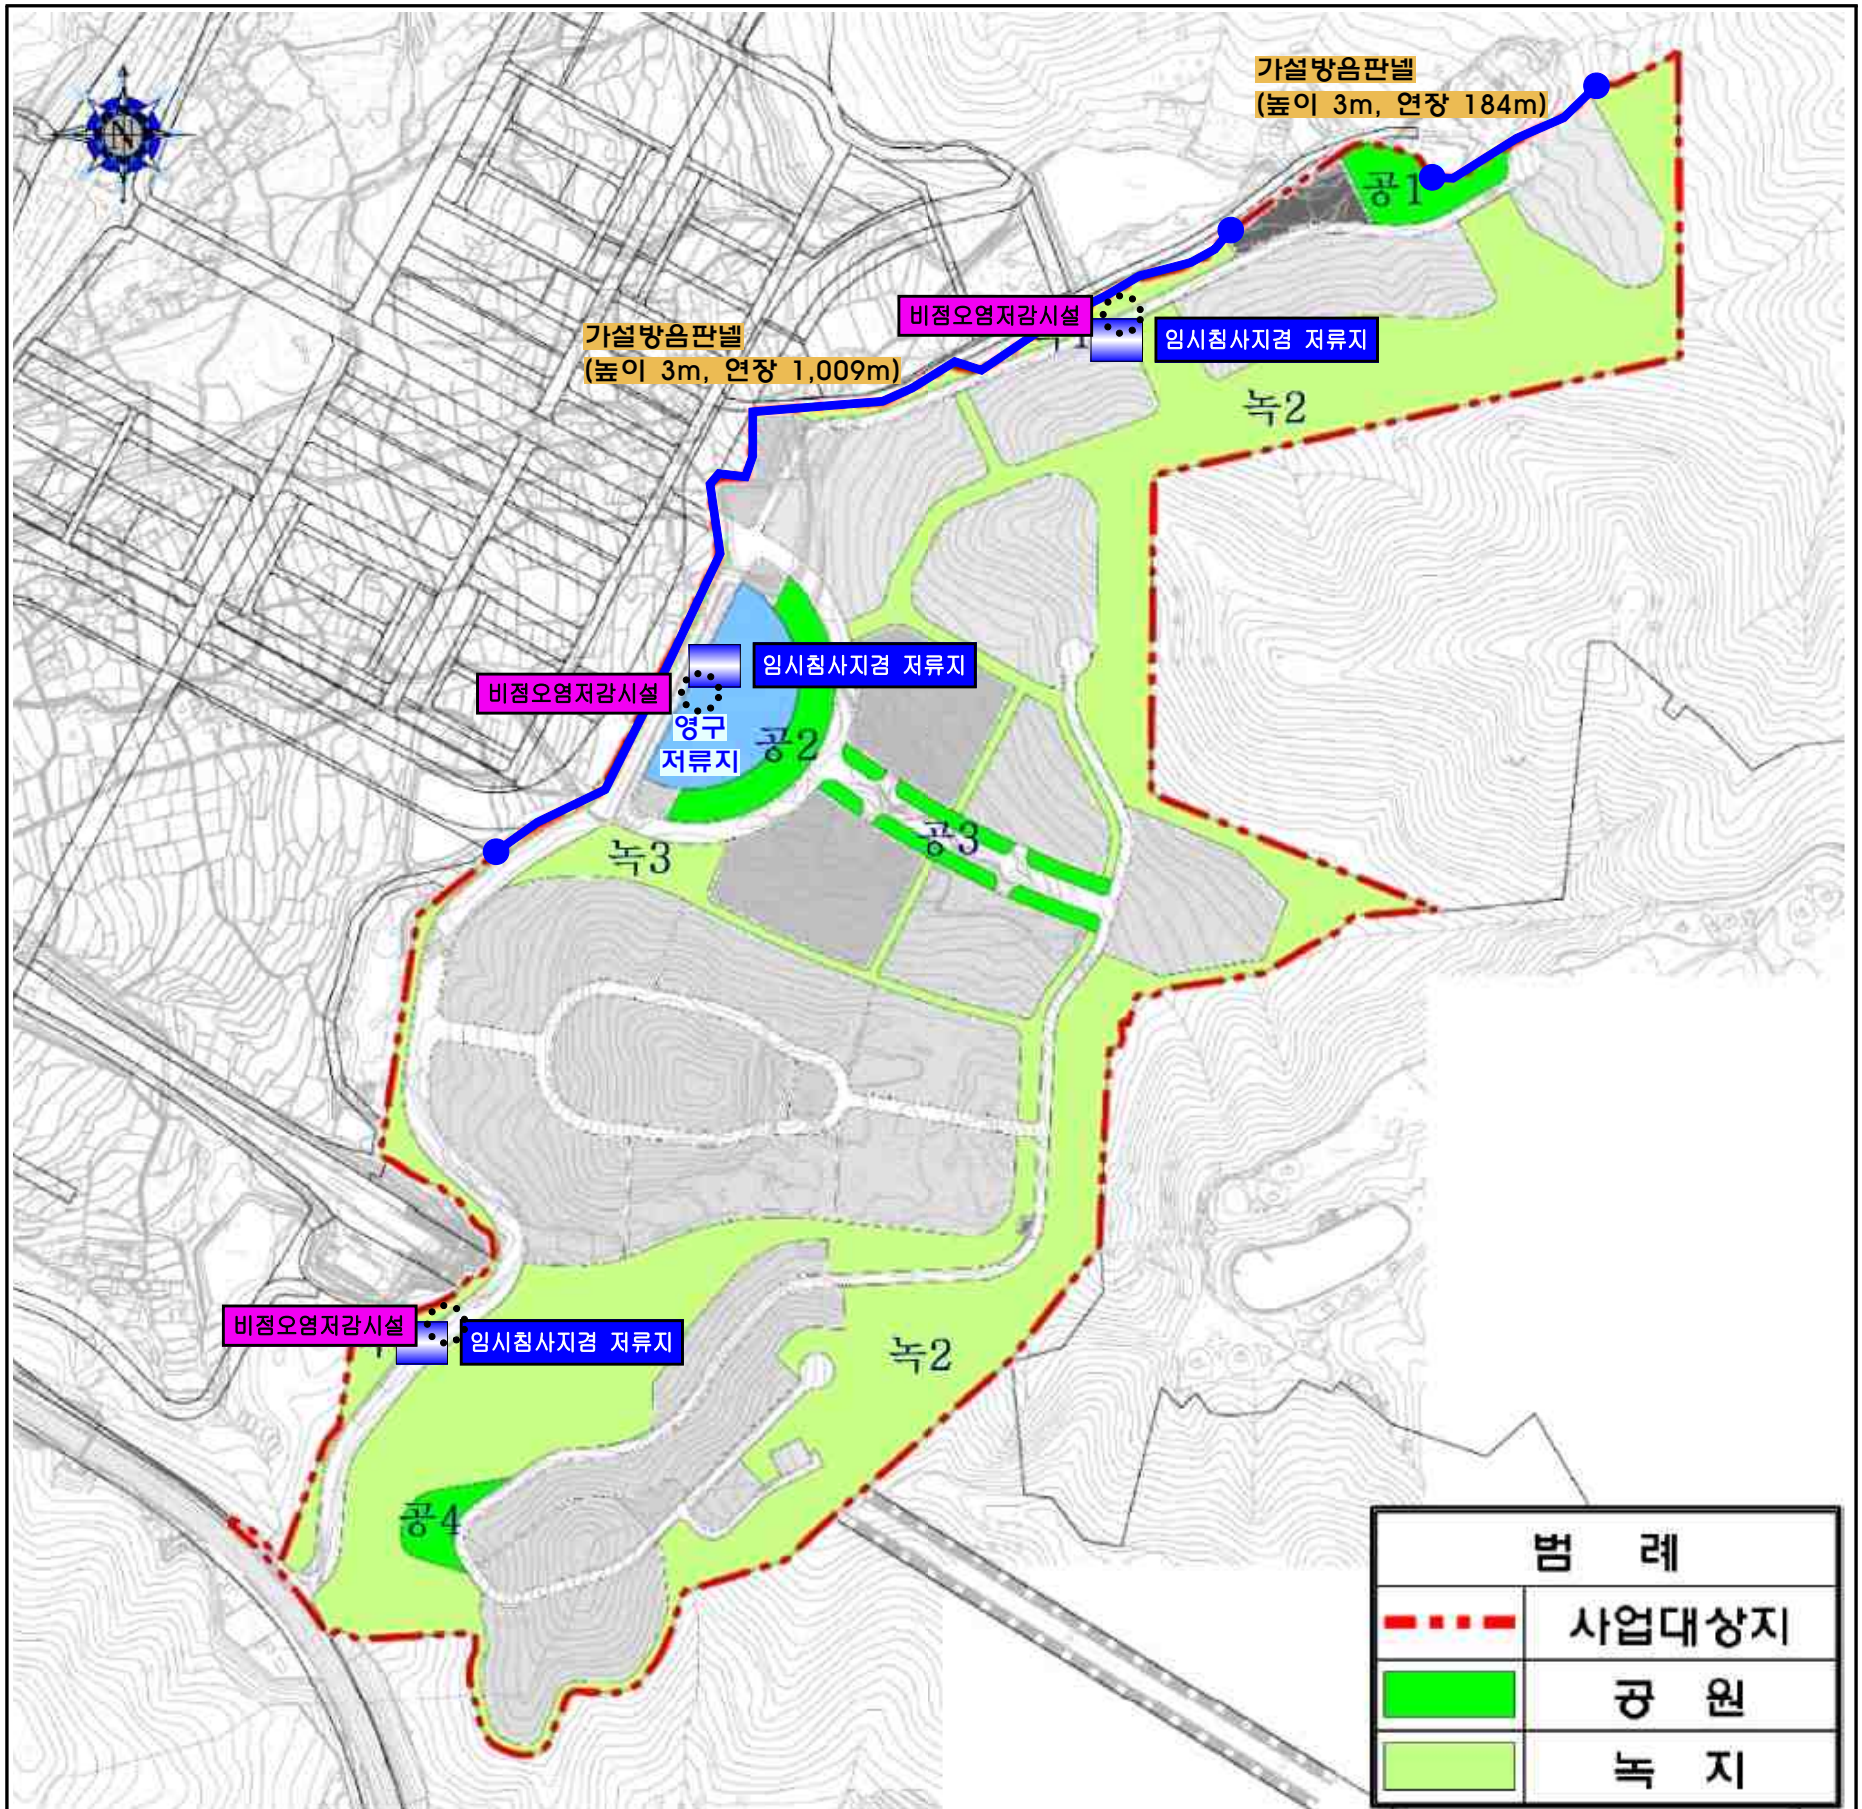 N
가설방음판넬
(높이 3m, 연장 184m)
공1
비점오염저감시설
임시침사지겸 저류지
가설방음판넬
(높이 3m, 연장 1,009m)
녹2
임시침사지겸 저류지
비점오염저감시설
영구
저류지
공2
공3
녹3
비점오염저감시설
임시침사지겸 저류지
녹2
공4
범 례
사업대상지
공 원
녹 지